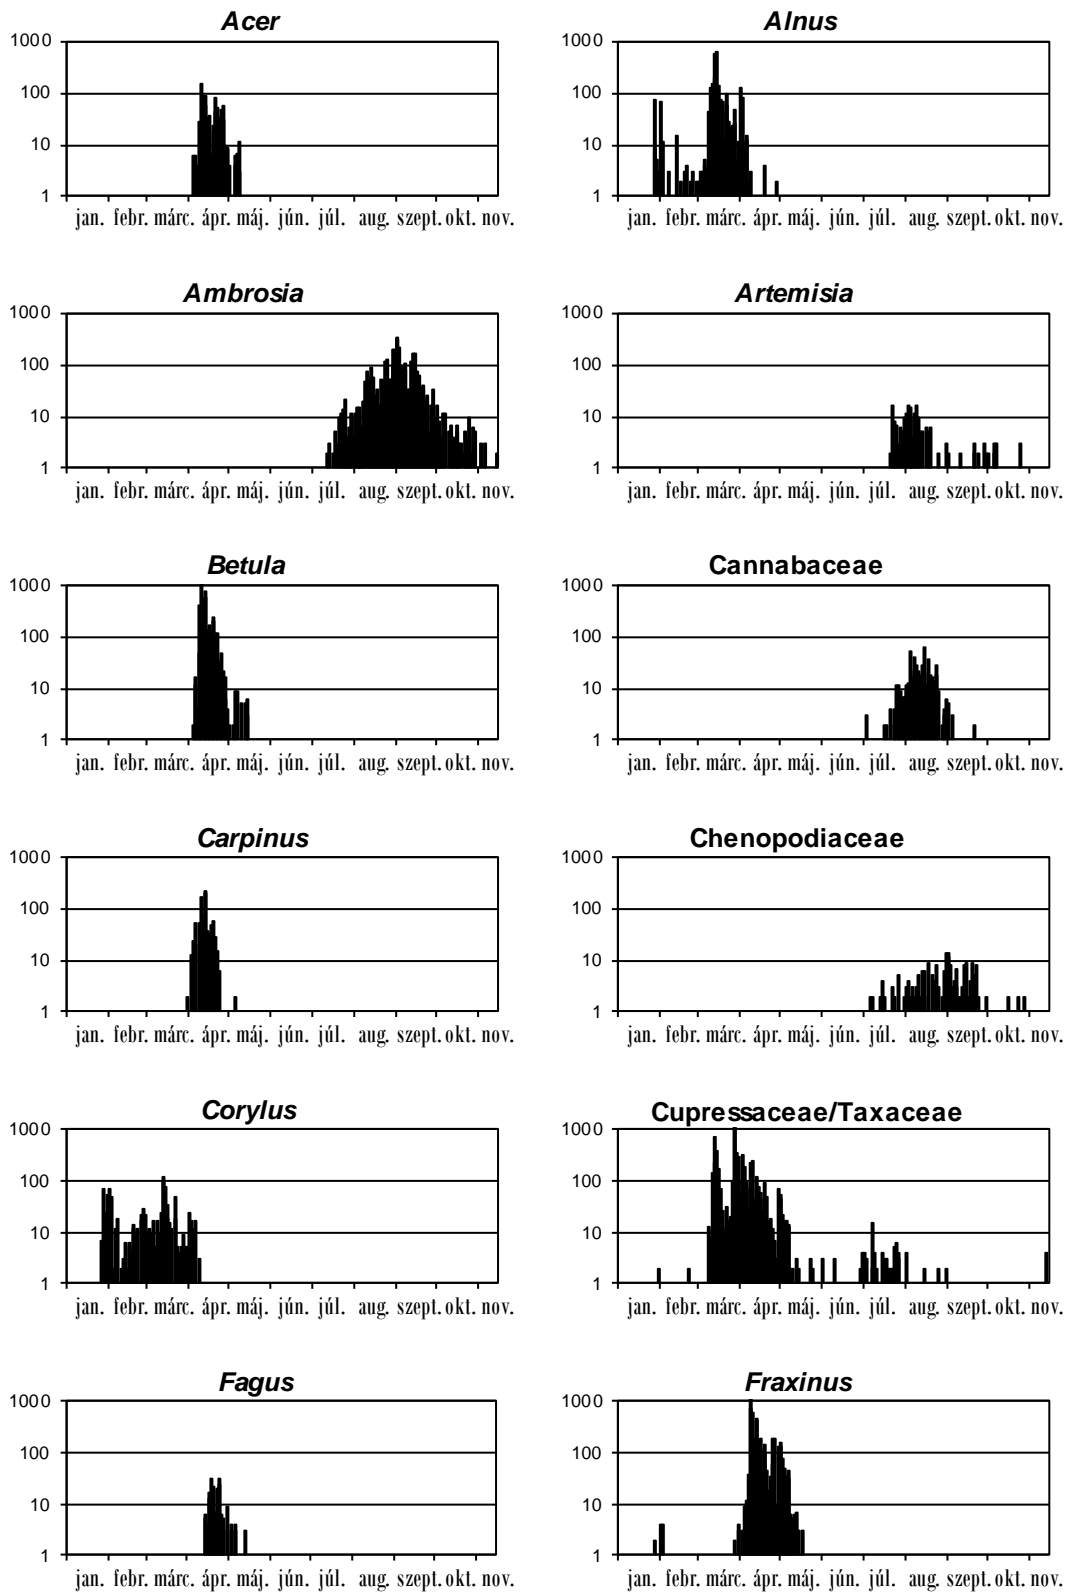 Acer
1000
100
10
1
jan. febr. márc. ápr. máj. jún. júl. aug. szept. okt. nov.
Alnus
1000
100
10
1
jan. febr. márc. ápr. máj. jún. júl. aug. szept. okt. nov.
Ambrosia
1000
100
10
1
jan. febr. márc. ápr. máj. jún. júl. aug. szept. okt. nov.
Artemisia
1000
100
10
1
jan. febr. márc. ápr. máj. jún. júl. aug. szept. okt. nov.
Betula
1000
100
10
1
jan. febr. márc. ápr. máj. jún. júl. aug. szept. okt. nov.
Cannabaceae
1000
100
10
1
jan. febr. márc. ápr. máj. jún. júl. aug. szept. okt. nov.
Carpinus
1000
100
10
1
jan. febr. márc. ápr. máj. jún. júl. aug. szept. okt. nov.
Chenopodiaceae
1000
100
10
1
jan. febr. márc. ápr. máj. jún. júl. aug. szept. okt. nov.
Corylus
1000
100
10
1
jan. febr. márc. ápr. máj. jún. júl. aug. szept. okt. nov.
Cupressaceae/Taxaceae
1000
100
10
1
jan. febr. márc. ápr. máj. jún. júl. aug. szept. okt. nov.
Fagus
1000
100
10
1
jan. febr. márc. ápr. máj. jún. júl. aug. szept. okt. nov.
Fraxinus
1000
100
10
1
jan. febr. márc. ápr. máj. jún. júl. aug. szept. okt. nov.